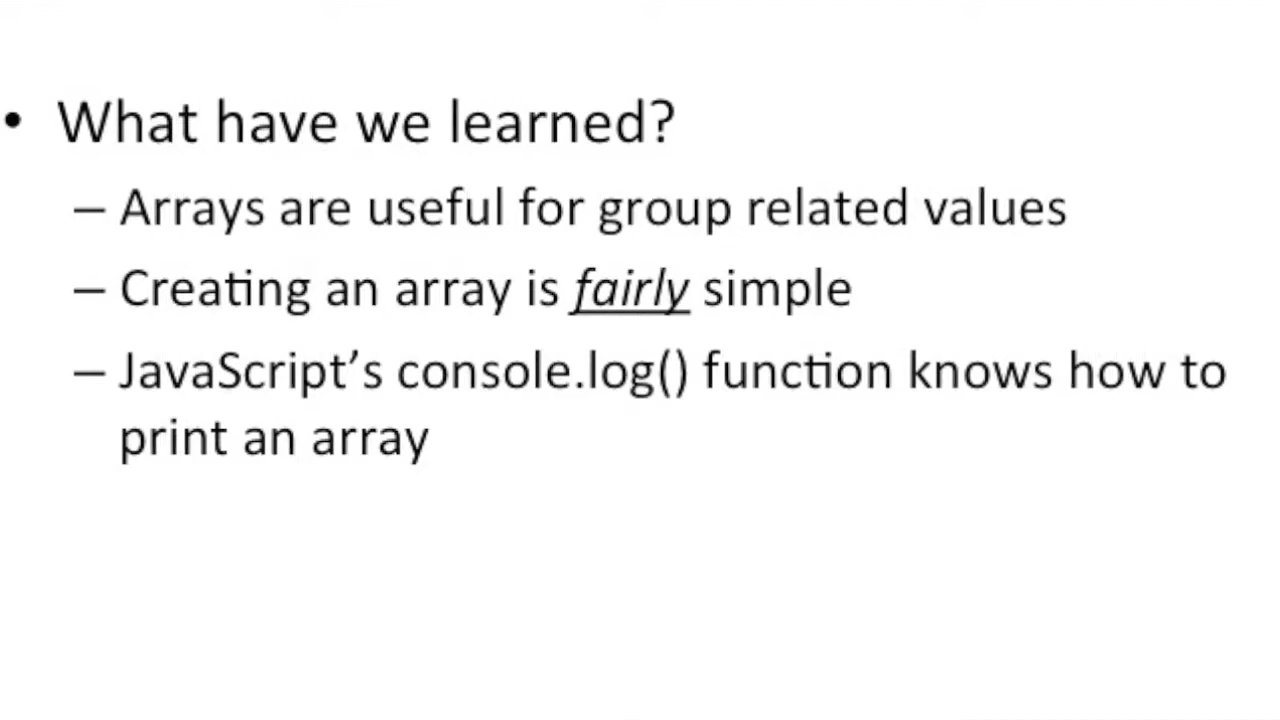 • What have we learned?
– Arrays are useful for group related values
– Creating an array is fairly simple
– JavaScript’s console.log() function knows how to
print an array